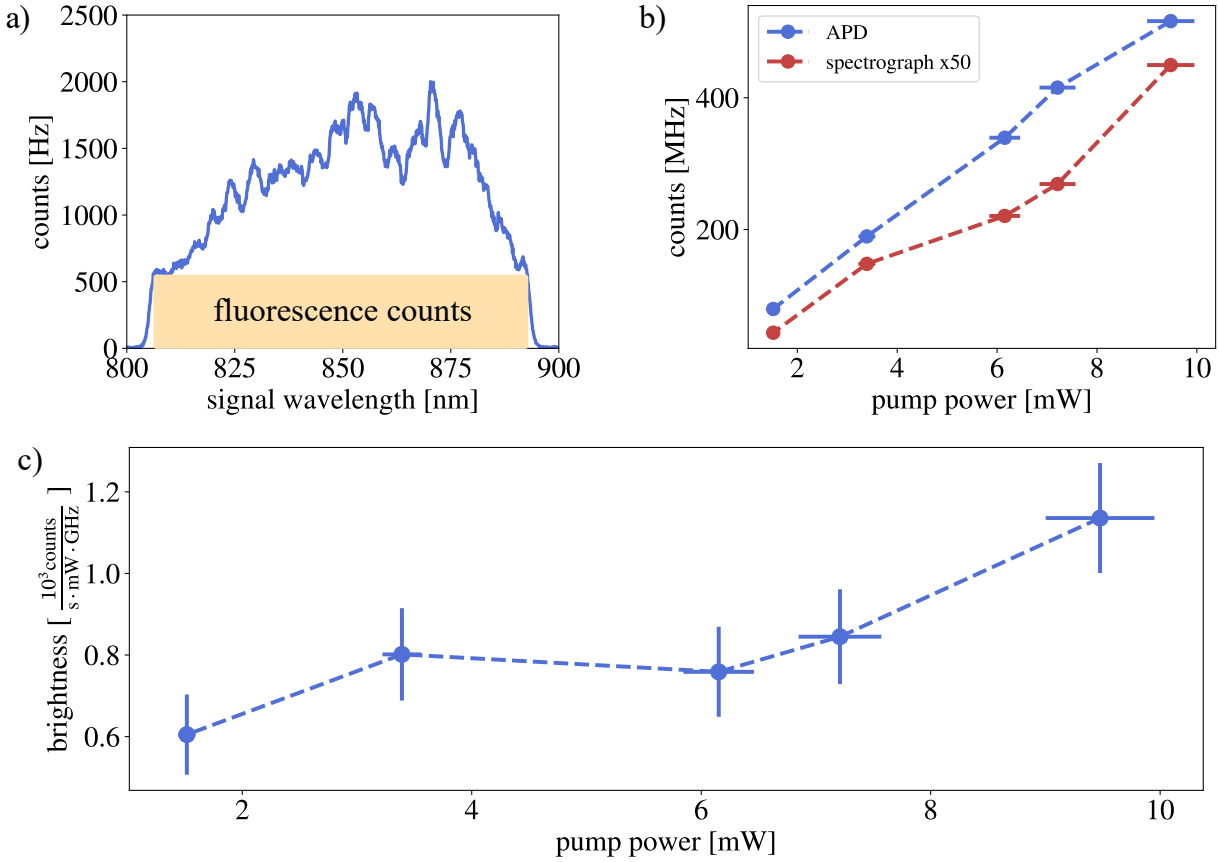 a)
2500
2000
1500
1000
500
0
counts [Hz]
fluorescence counts
800
825
850
875
900
signal wavelength [nm]
b)
APD
spectrograph x50
400
200
counts [MHz]
2
4
6
8
10
pump power [mW]
c)
1.2
1.0
0.8
0.6
brightness [ 10³ counts / s · mW · GHz ]
2
4
6
8
10
pump power [mW]